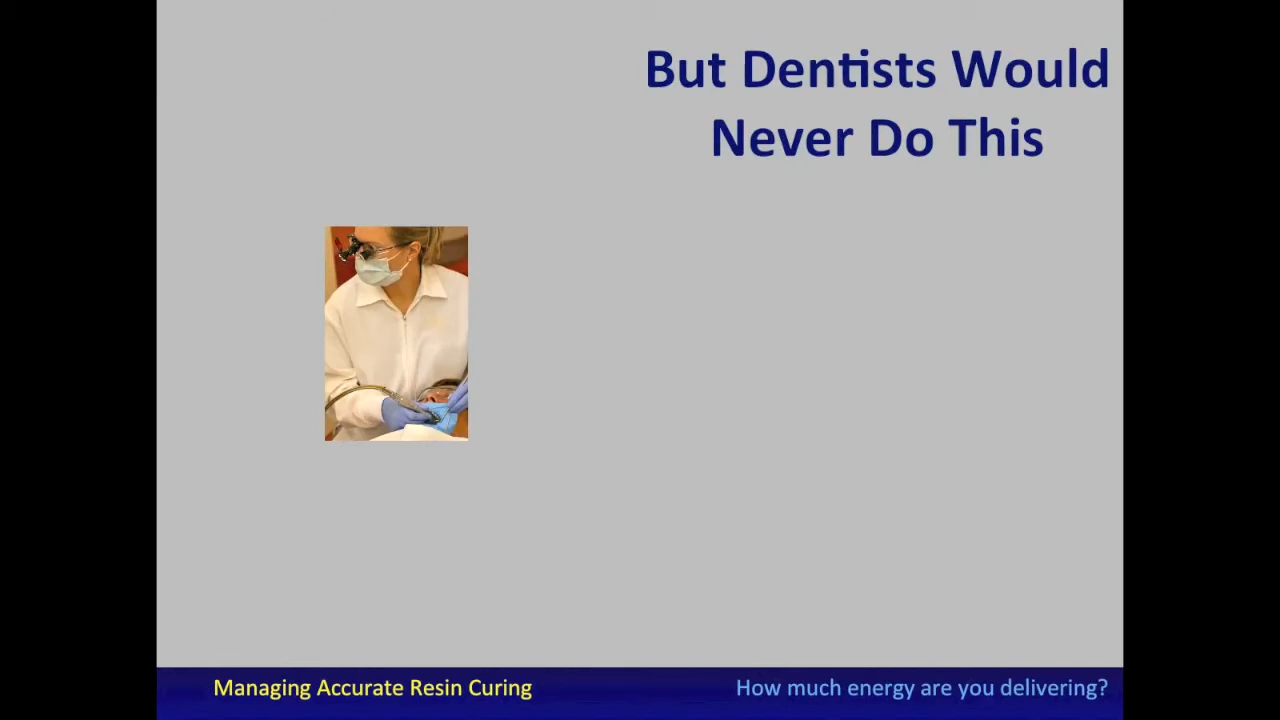 But Dentists Would
Never Do This
Managing Accurate Resin Curing
How much energy are you delivering?